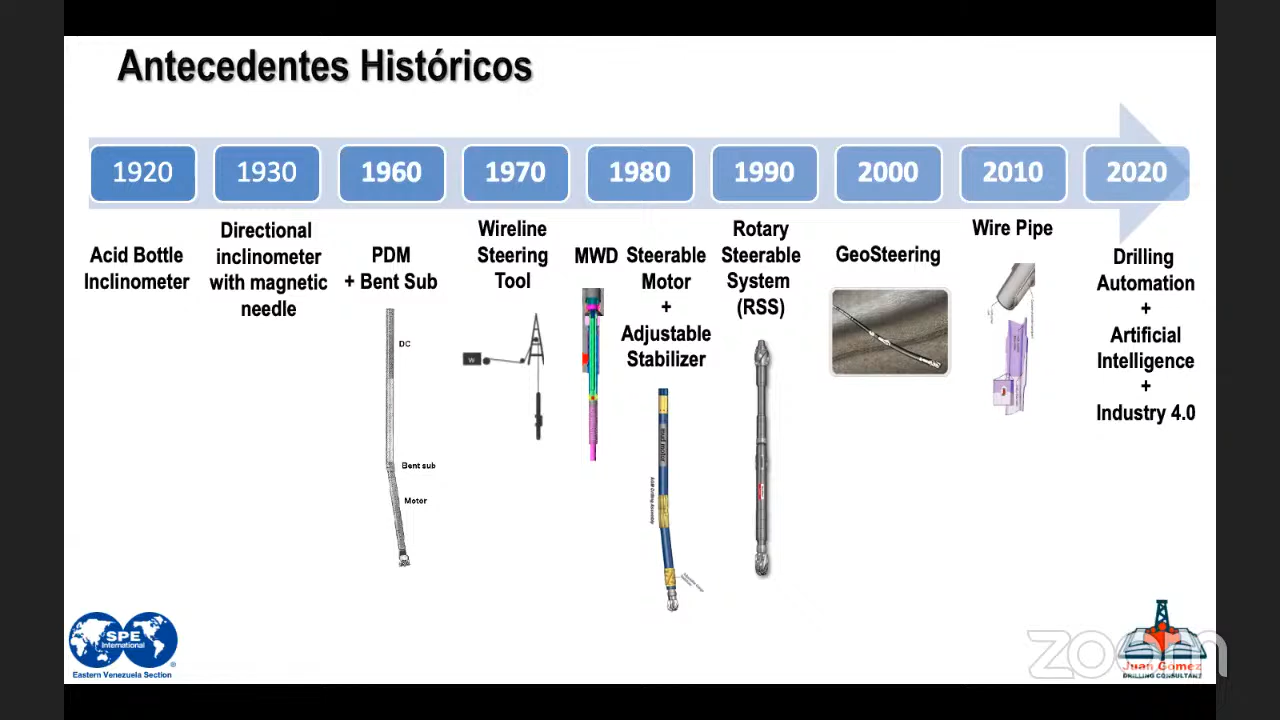 Antecedentes Históricos
1920
1930
1960
1970
1980
1990
2000
2010
2020
Acid Bottle
Inclinometer
Directional
inclinometer
with magnetic
needle
PDM
+ Bent Sub
DC
Bent sub
Motor
Wireline
Steering
Tool
MWD
Steerable
Motor
+
Adjustable
Stabilizer
Rotary
Steerable
System
(RSS)
GeoSteering
Wire Pipe
Drilling
Automation
+
Artificial
Intelligence
+
Industry 4.0
SPE
International
Eastern Venezuela Section
zoom
Juan Gomez
DRILLING CONSULTANT